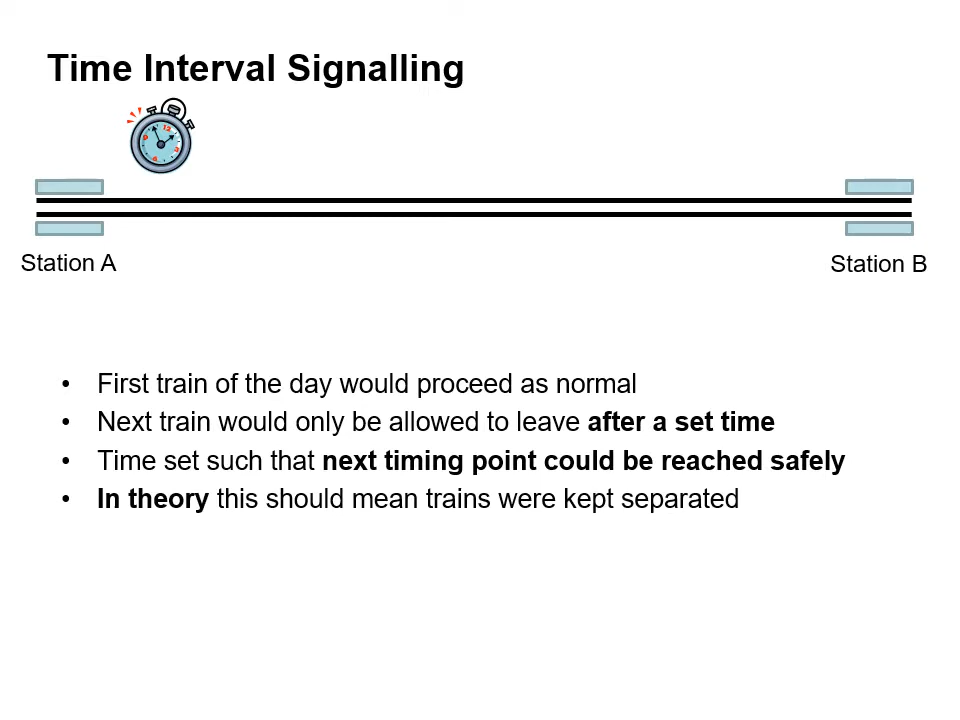 Time Interval Signalling
Station A
Station B
• First train of the day would proceed as normal
• Next train would only be allowed to leave after a set time
• Time set such that next timing point could be reached safely
• In theory this should mean trains were kept separated